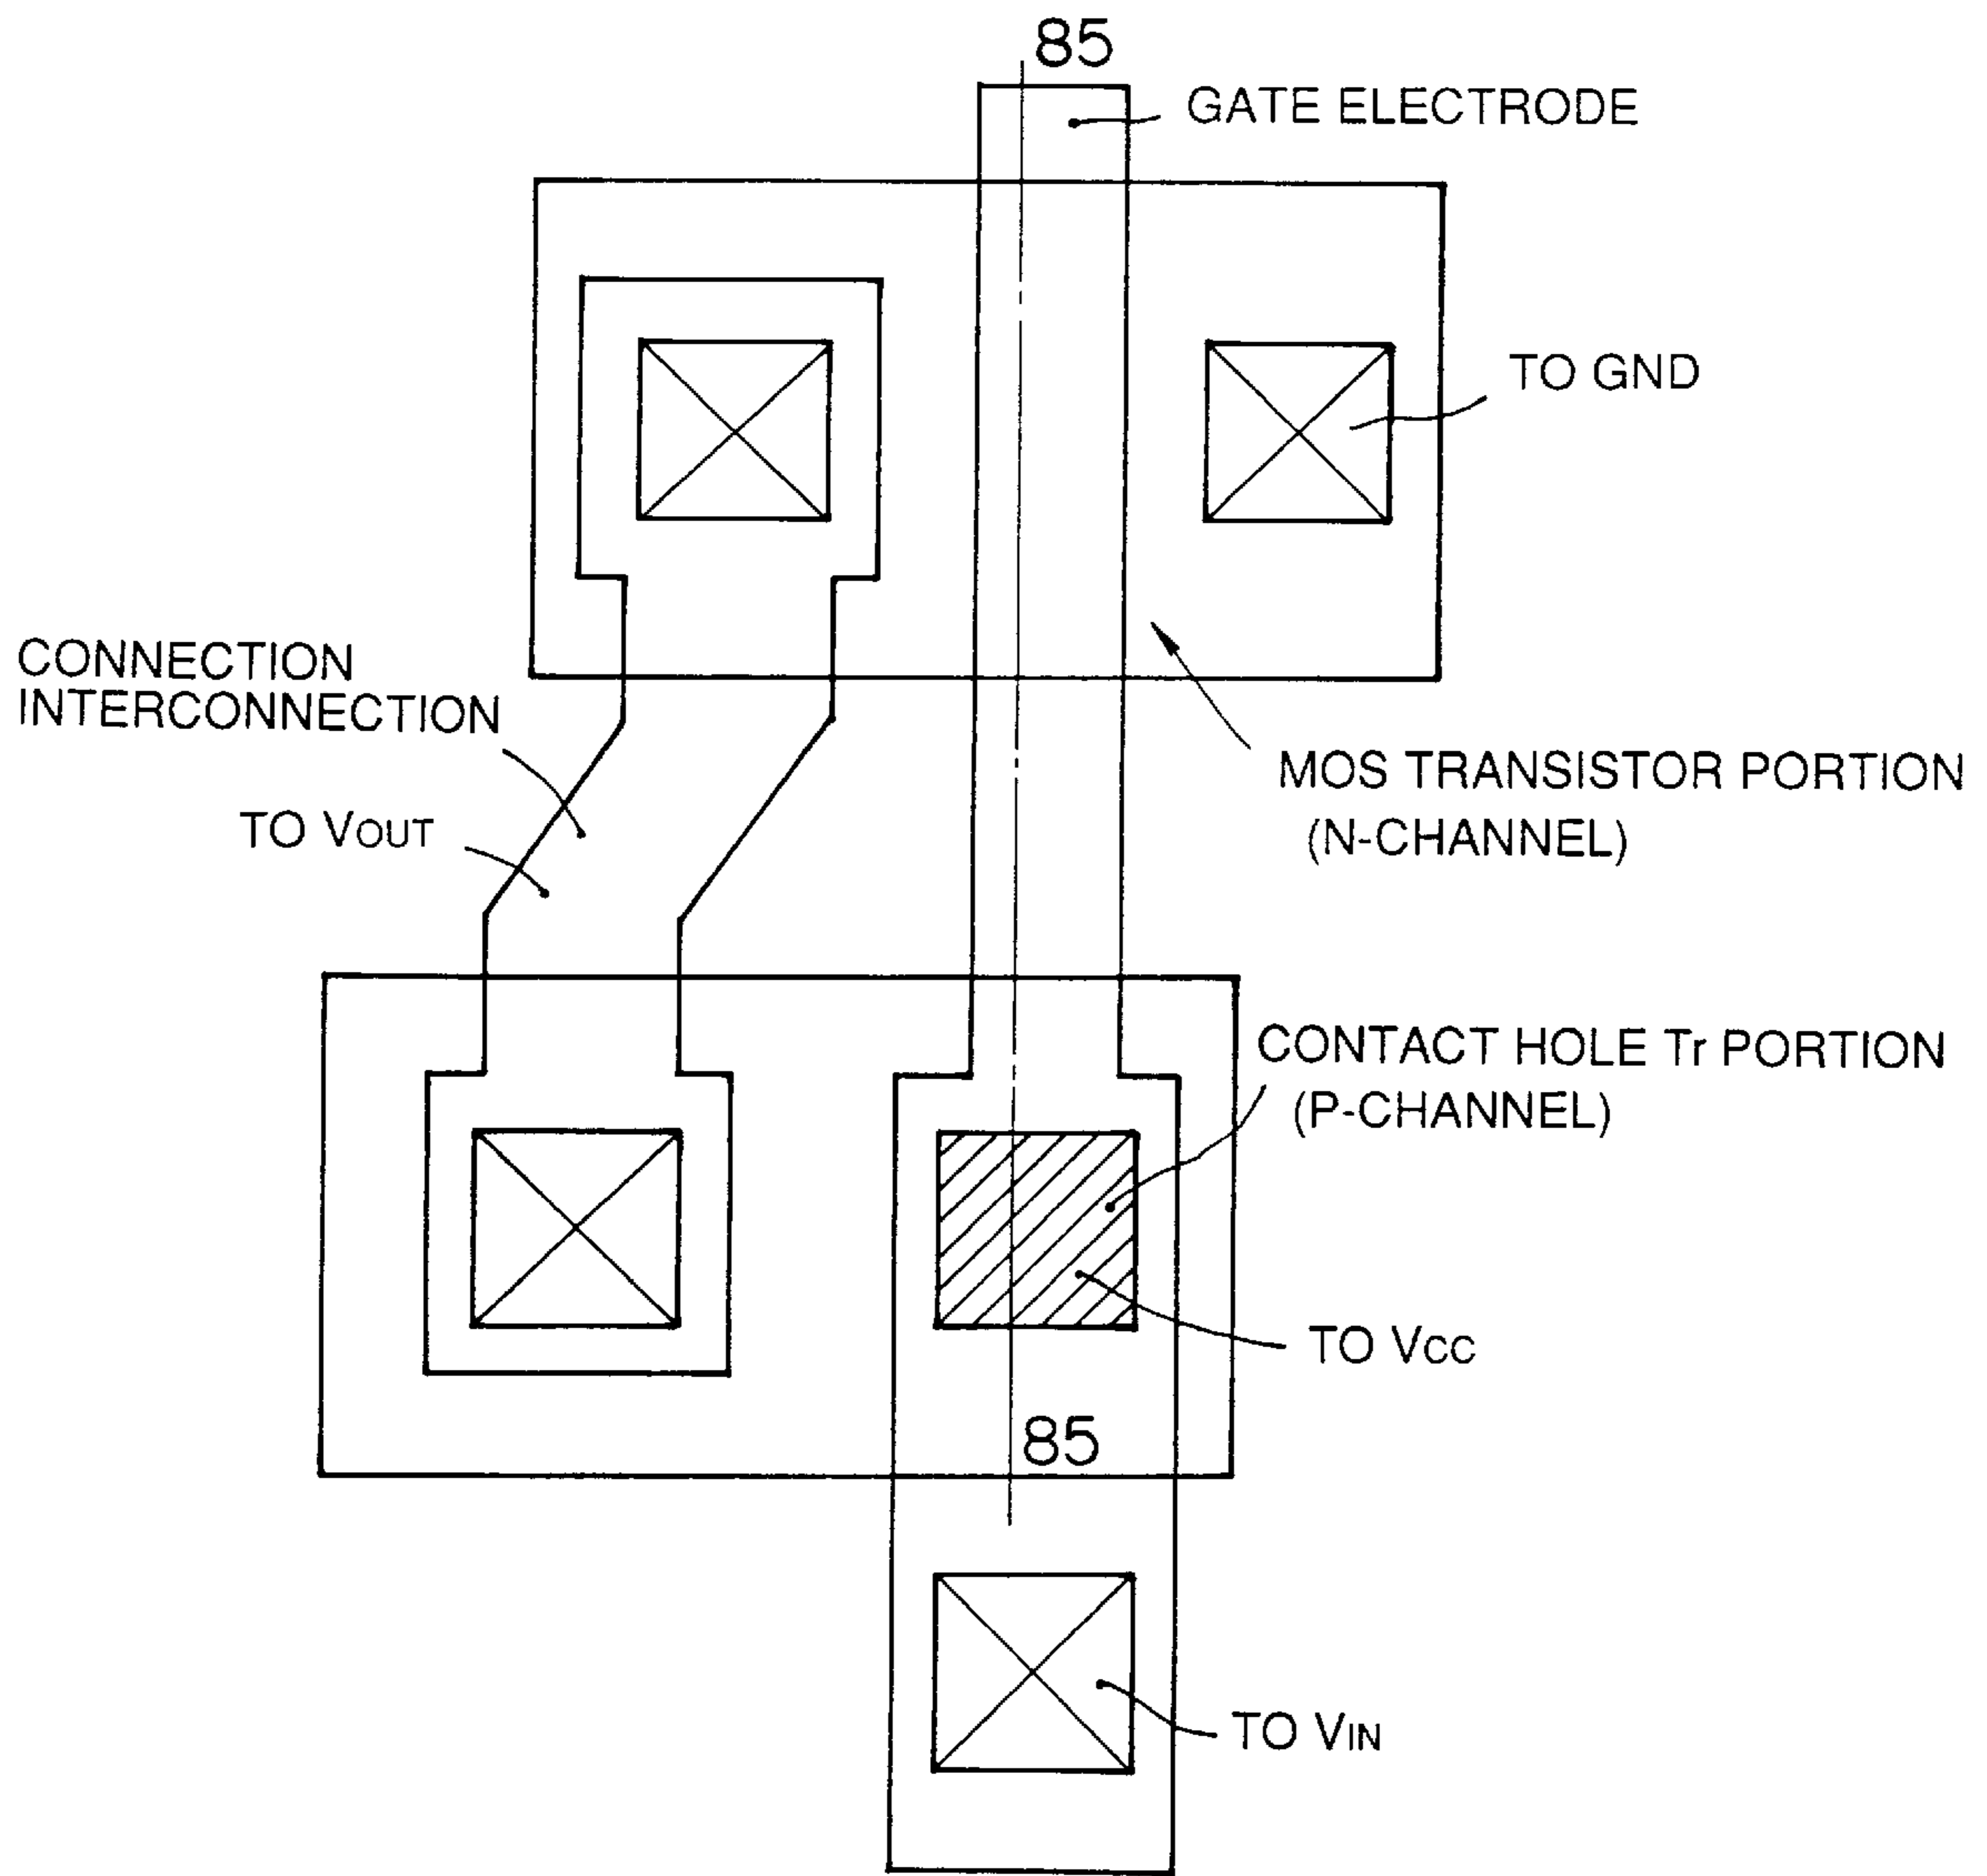 85
GATE ELECTRODE
TO GND
CONNECTION
INTERCONNECTION
TO VOUT
MOS TRANSISTOR PORTION
(N-CHANNEL)
CONTACT HOLE Tr PORTION
(P-CHANNEL)
TO VCC
85
TO VIN